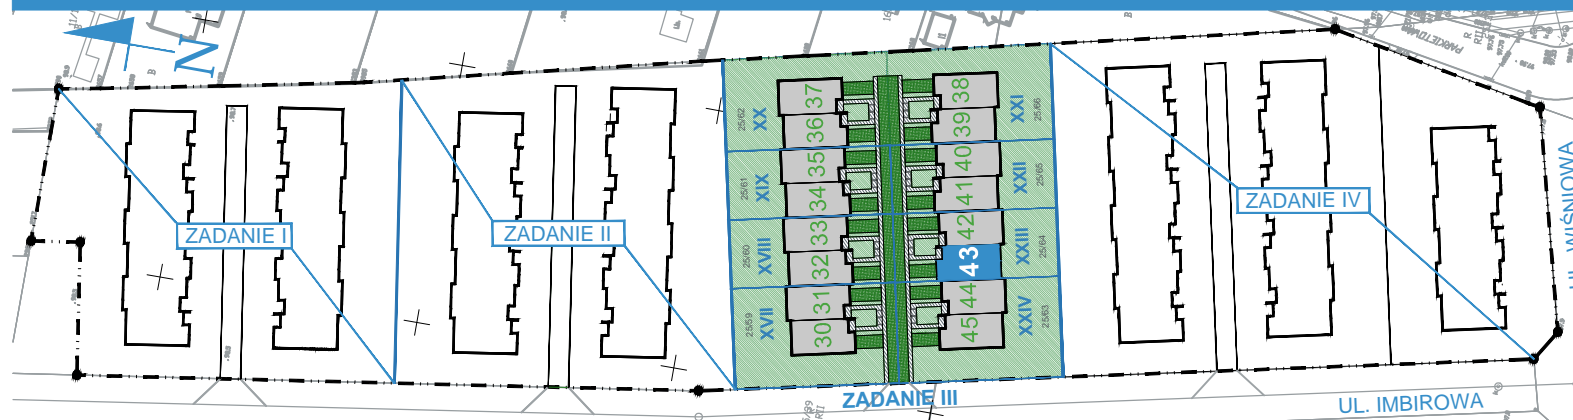 N
ZADANIE I
ZADANIE II
ZADANIE III
ZADANIE IV
25/62
XX
37
36
25/61
XIX
35
34
25/60
XVIII
33
32
25/59
XVII
31
30
38
39
XXI
25/66
40
41
XXII
25/65
42
43
XXIII
25/64
44
45
XXIV
25/63
PARKIETOWA
UL. WIŚNIOWA
UL. IMBIROWA